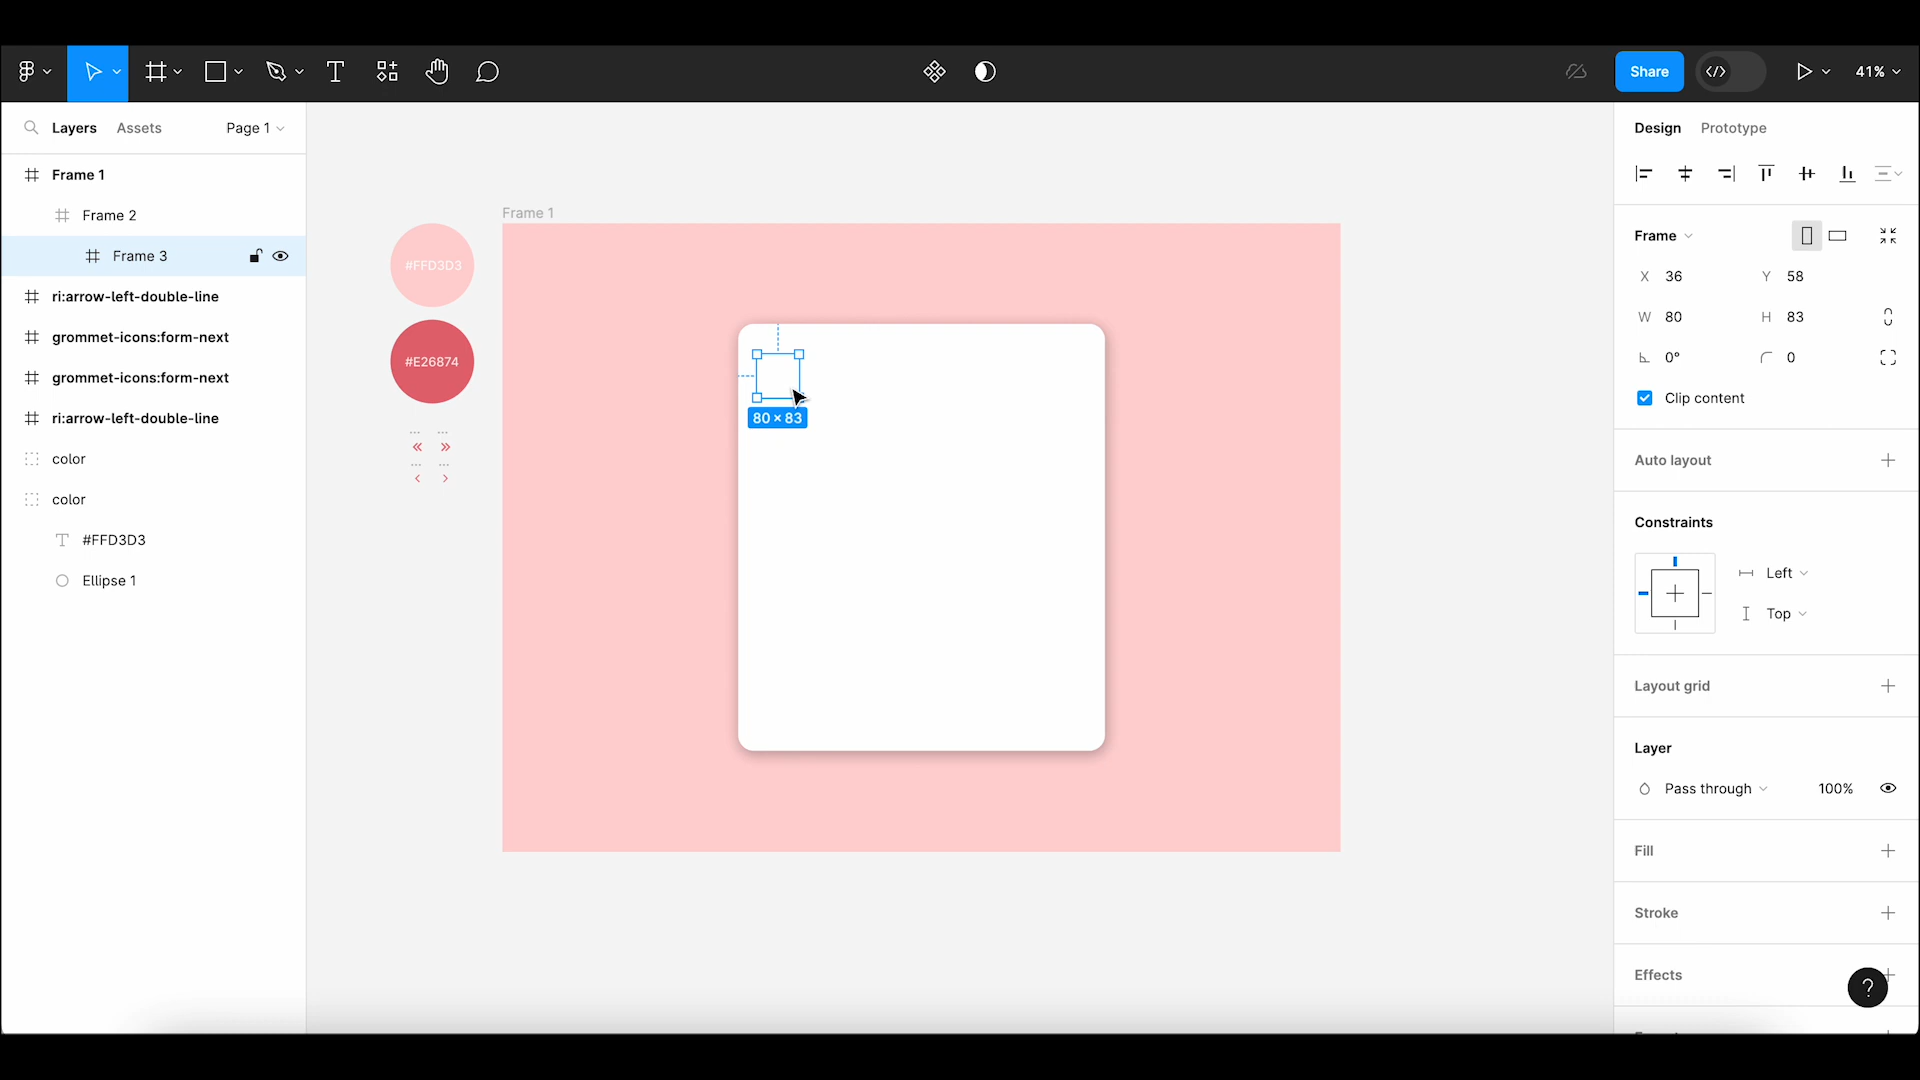 Share
41%
Layers
Assets
Page 1
Design
Prototype
Frame 1
Frame 2
Frame 3
ri:arrow-left-double-line
grommet-icons:form-next
grommet-icons:form-next
ri:arrow-left-double-line
color
color
#FFD3D3
Ellipse 1
Frame 1
#FFD3D3
#E26874
80 × 83
Frame
X 36
Y 58
W 80
H 83
0°
0
Clip content
Auto layout
Constraints
Left
Top
Layout grid
Layer
Pass through
100%
Fill
Stroke
Effects
?